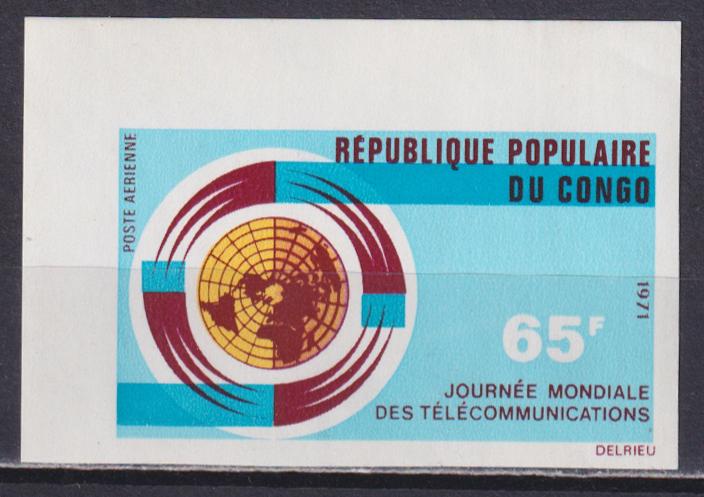 POSTE AERIENNE
RÉPUBLIQUE POPULAIRE
DU CONGO
1971
65F
JOURNÉE MONDIALE
DES TÉLÉCOMMUNICATIONS
DELRIEU